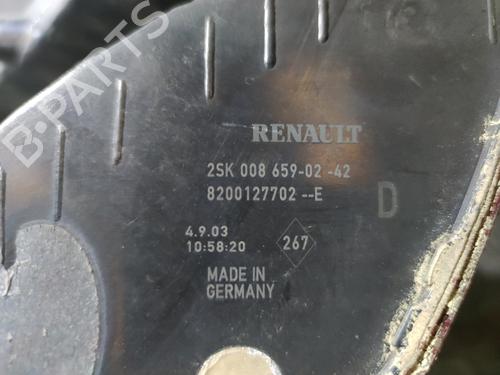 B-PARTS
RENAULT
2SK 008 659-02 -42
8200127702 --E
D
4.9.03
10:58:20
267
MADE IN
GERMANY